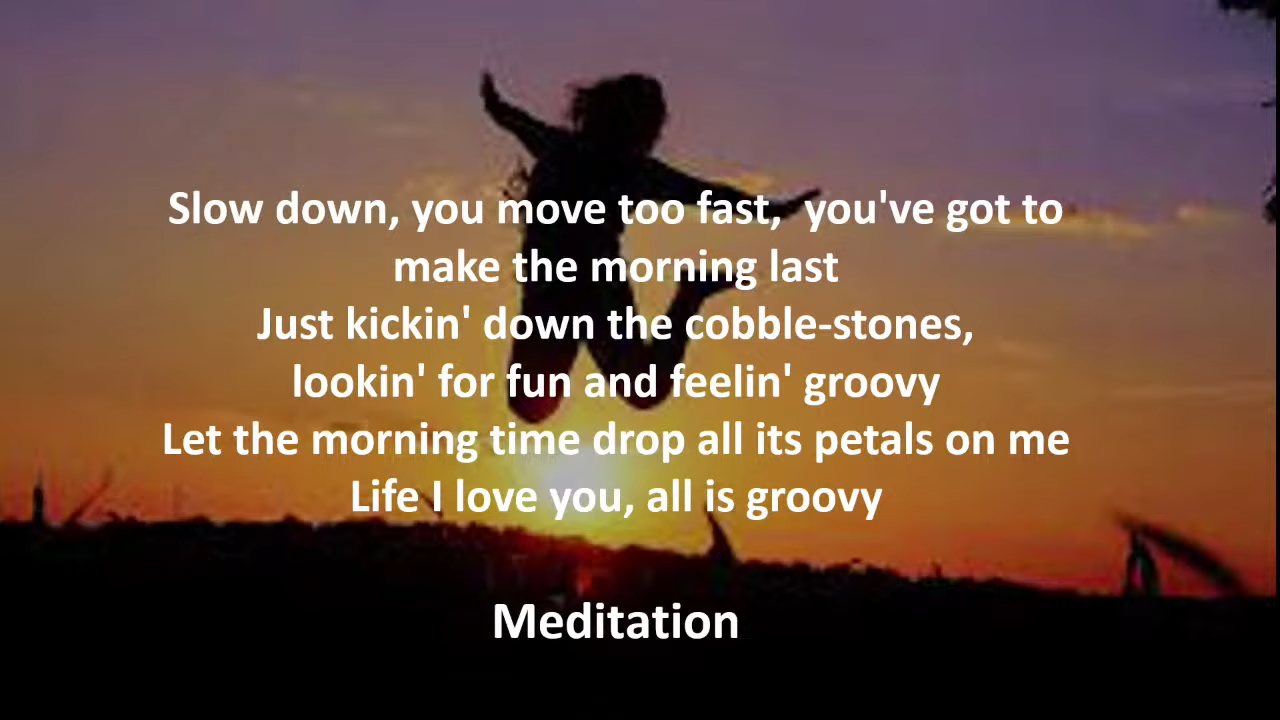 Slow down, you move too fast,  you've got to
make the morning last
Just kickin' down the cobble-stones,
lookin' for fun and feelin' groovy
Let the morning time drop all its petals on me
Life I love you, all is groovy
Meditation